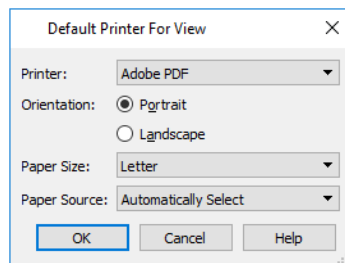 Default Printer For View
Printer: Adobe PDF
Orientation: Portrait
Landscape
Paper Size: Letter
Paper Source: Automatically Select
OK Cancel Help